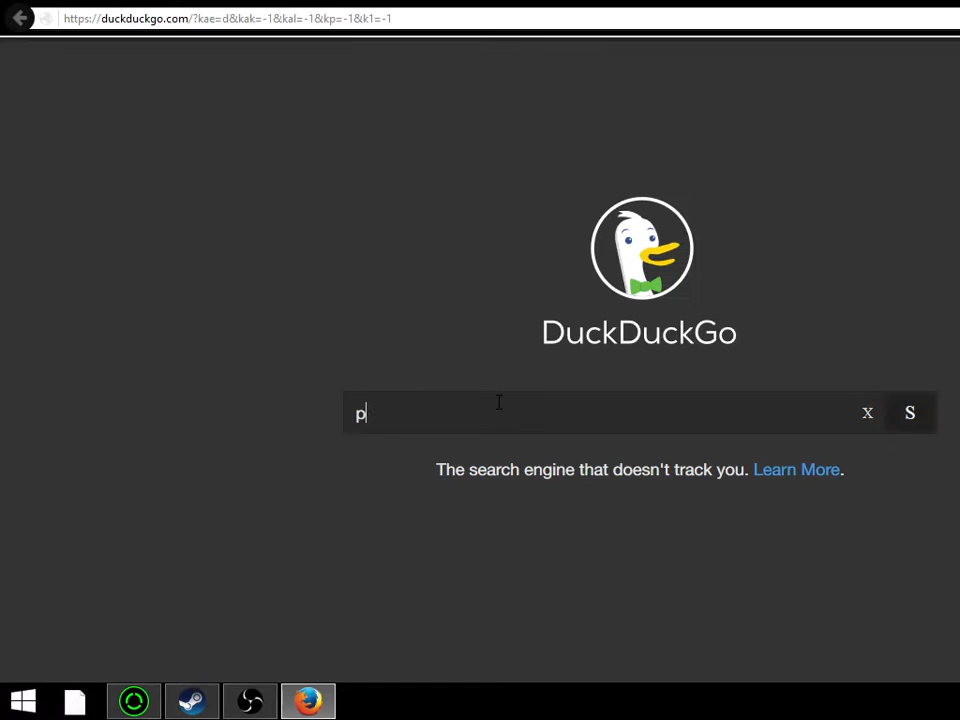 https://duckduckgo.com/?kae=d&kak=-1&kal=-1&kp=-1&k1=-1
DuckDuckGo
p X S
The search engine that doesn't track you. Learn More.